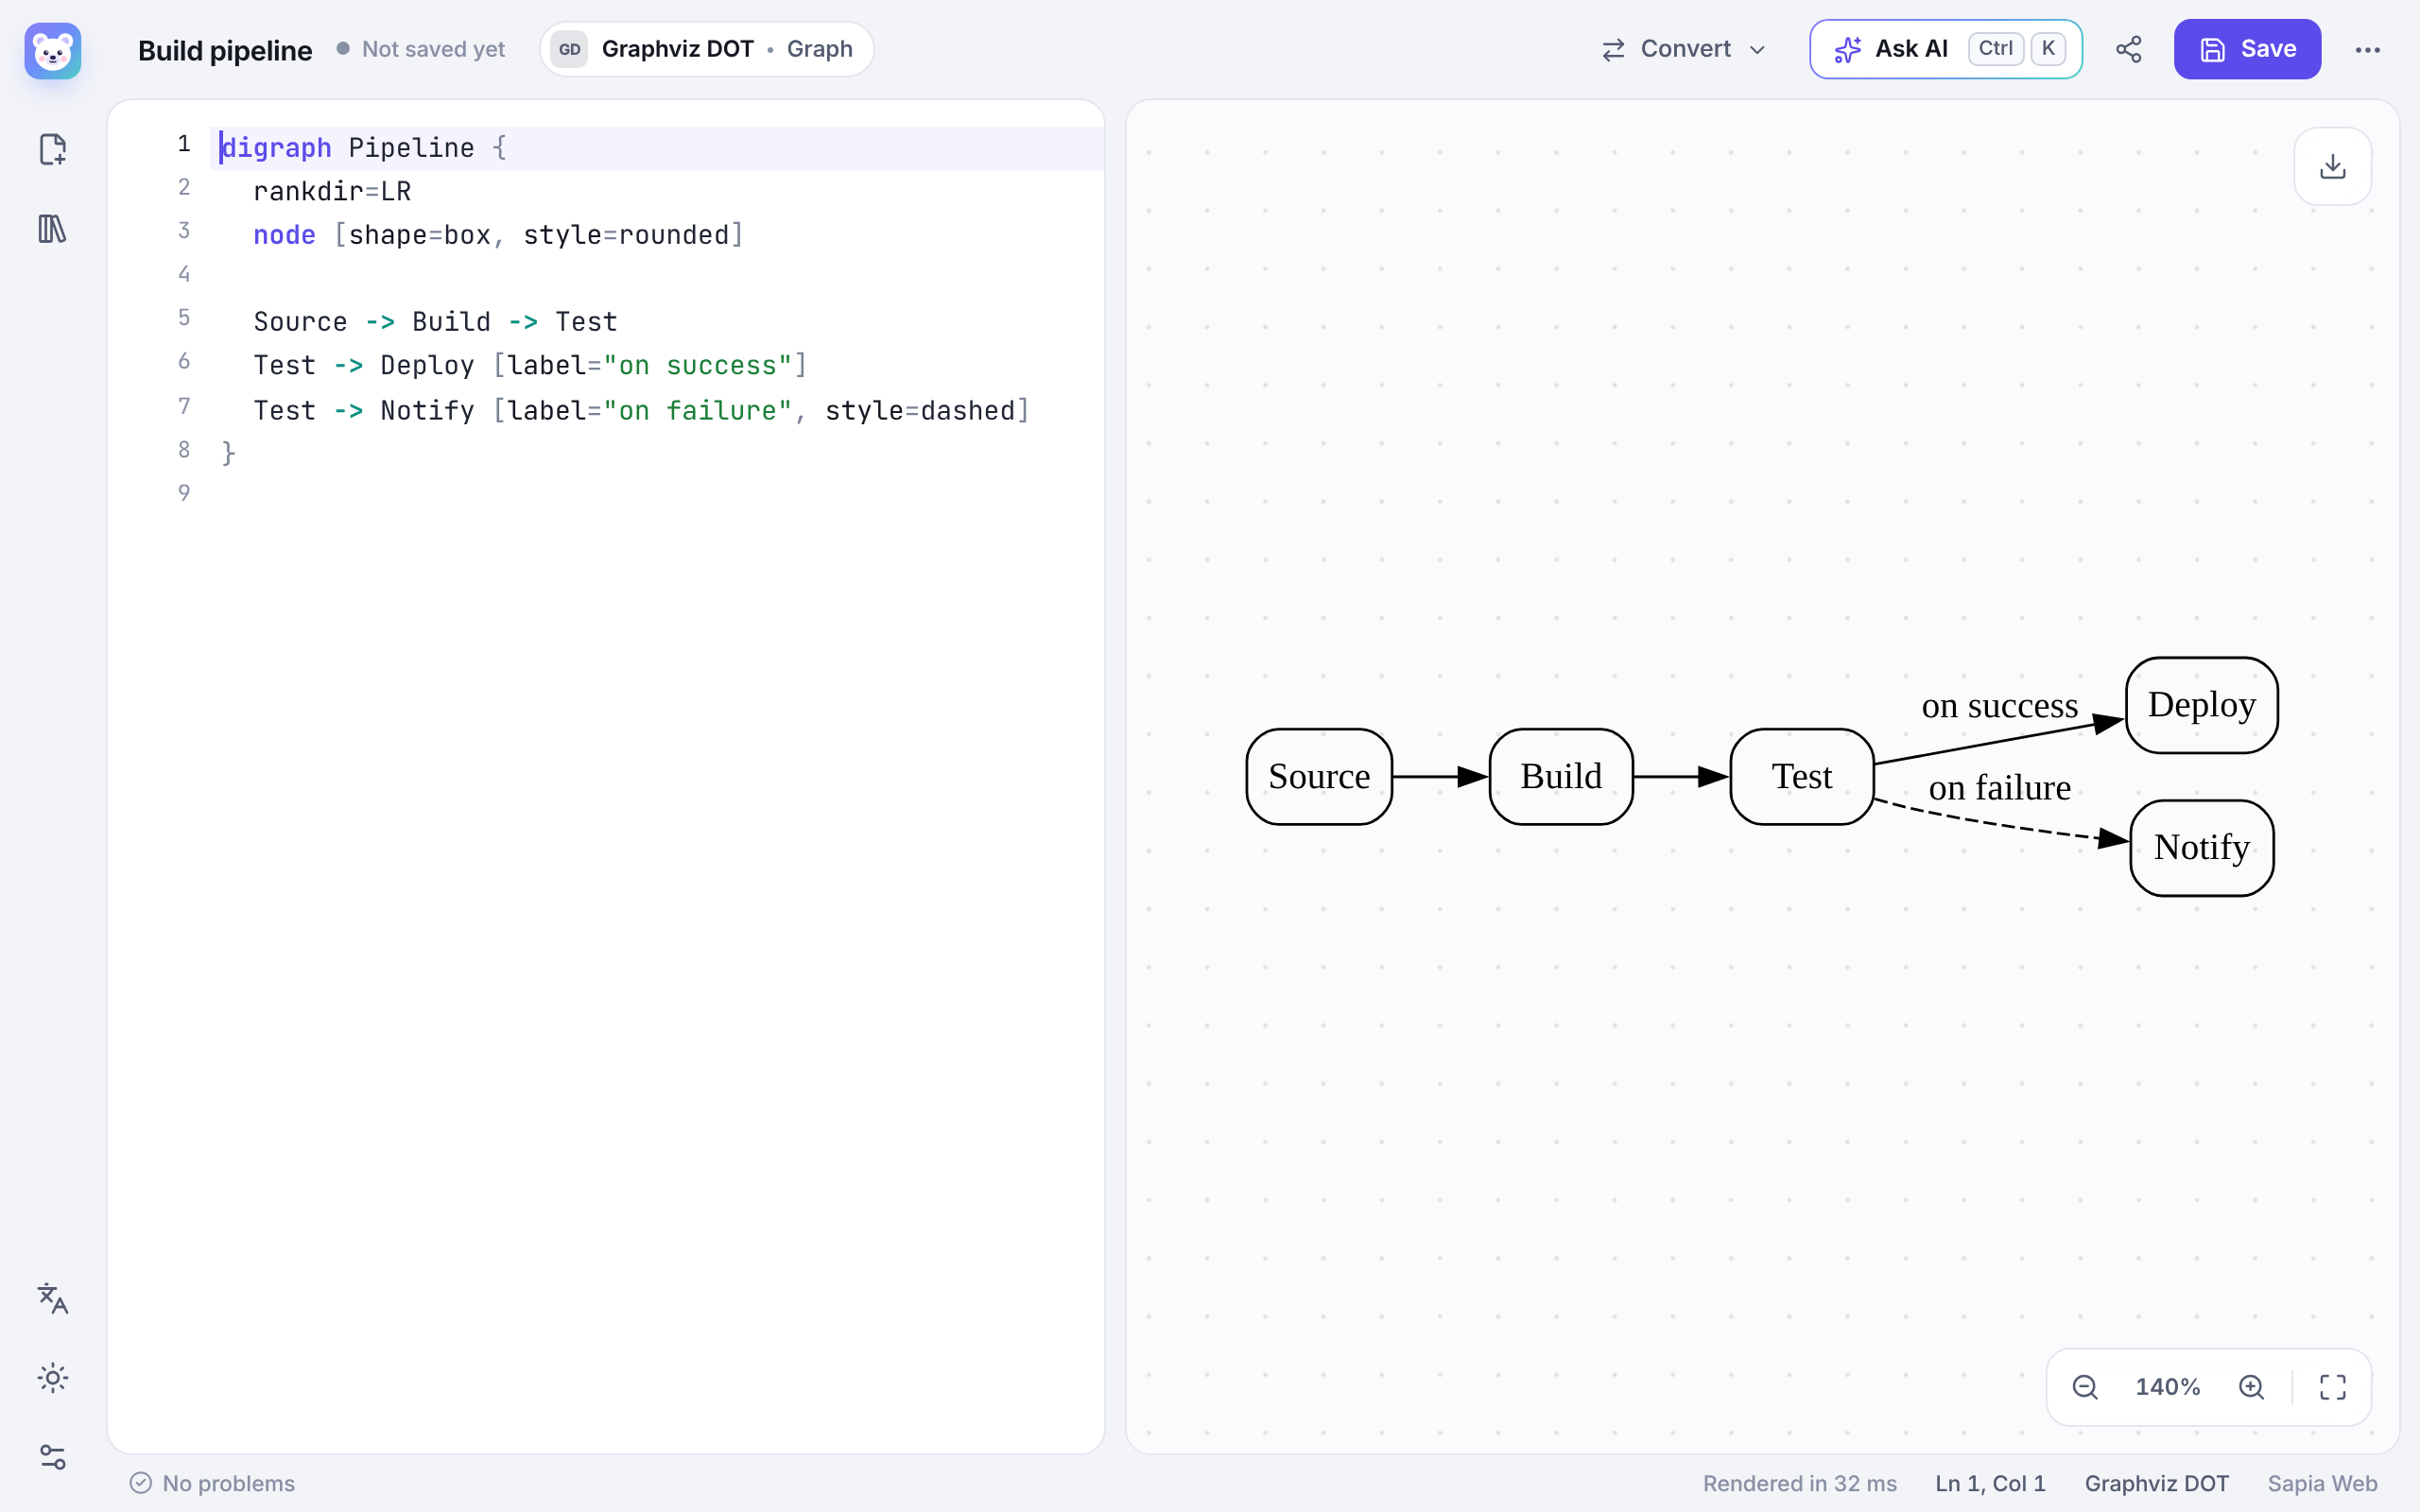 Build pipeline
Not saved yet
GD Graphviz DOT • Graph
Convert
Ask AI Ctrl K
Save
1 digraph Pipeline {
2   rankdir=LR
3   node [shape=box, style=rounded]
4
5   Source -> Build -> Test
6   Test -> Deploy [label="on success"]
7   Test -> Notify [label="on failure", style=dashed]
8 }
9
on success
Deploy
Source
Build
Test
on failure
Notify
140%
No problems
Rendered in 32 ms
Ln 1, Col 1
Graphviz DOT
Sapia Web